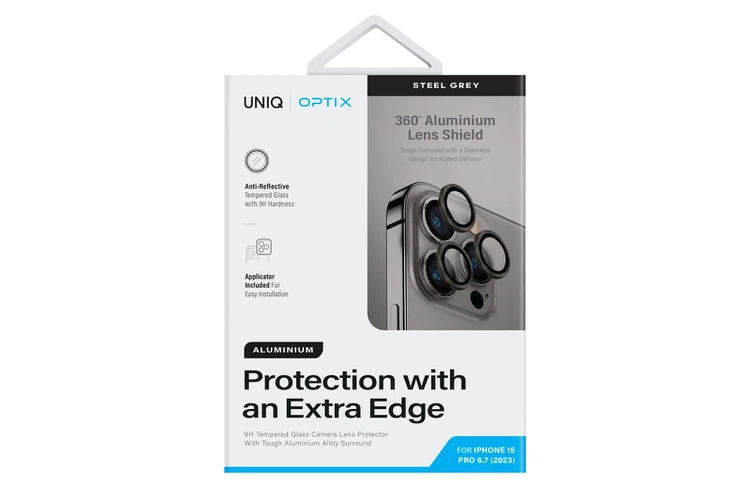 STEEL GREY
UNIQ | OPTIX
360° Aluminium
Lens Shield
Tough Surround with a Seamless
Design for Added Defense
Anti-Reflective
Tempered Glass
with 9H Hardness
Applicator
Included For
Easy Installation
ALUMINIUM
Protection with
an Extra Edge
9H Tempered Glass Camera Lens Protector
With Tough Aluminium Alloy Surround
FOR IPHONE 15
PRO 6.7 (2023)